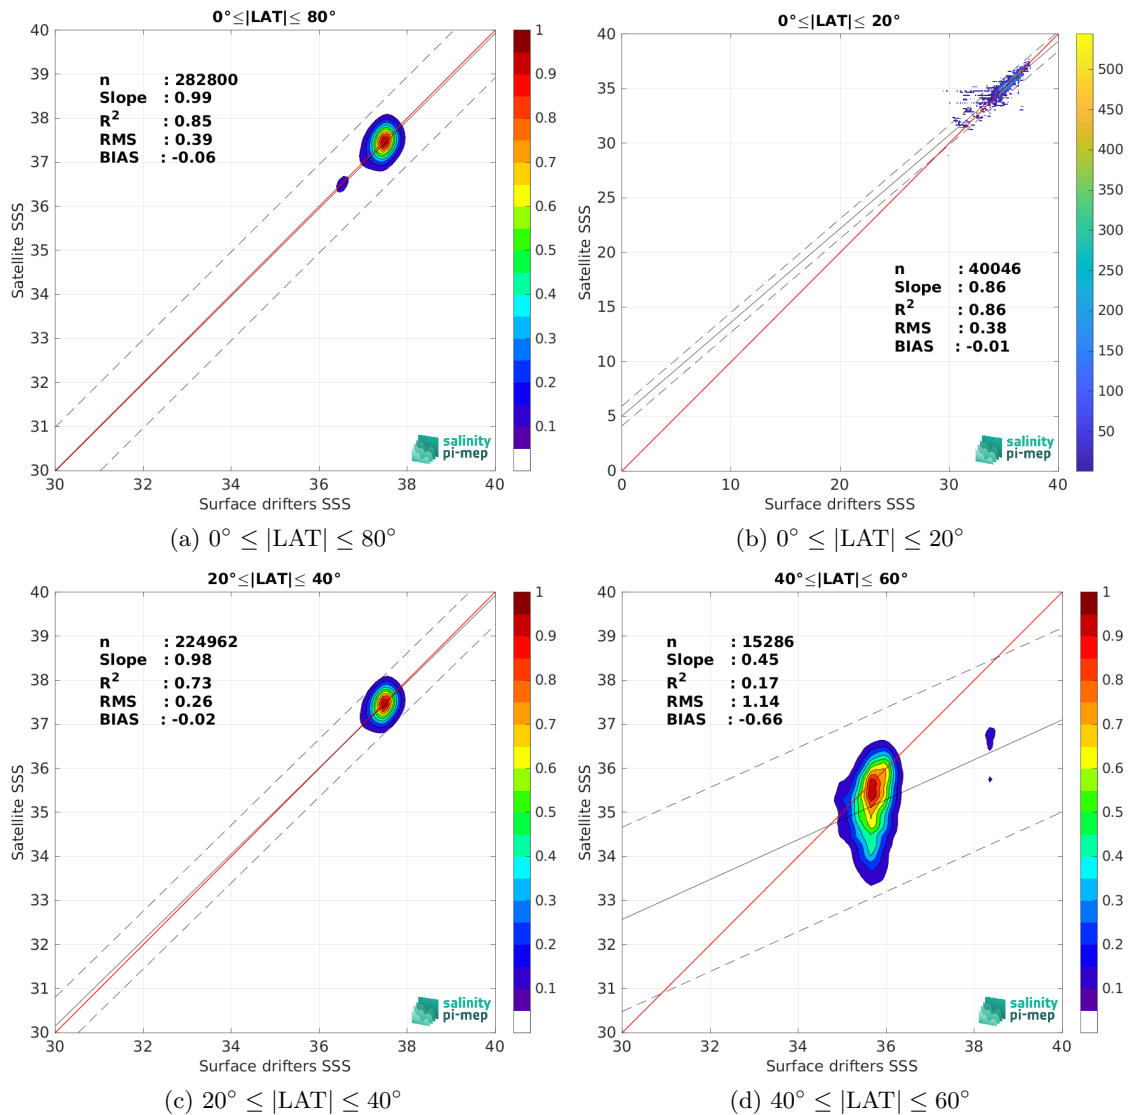 0°≤|LAT|≤ 80°
40
39
38
37
36
35
34
33
32
31
30
30
32
34
36
38
40
Satellite SSS
Surface drifters SSS
n : 282800
Slope : 0.99
R2 : 0.85
RMS : 0.39
BIAS : -0.06
salinity
pi-mep
1
0.9
0.8
0.7
0.6
0.5
0.4
0.3
0.2
0.1
(a) 0° ≤ |LAT| ≤ 80°
0°≤|LAT|≤ 20°
40
35
30
25
20
15
10
5
0
0
10
20
30
40
Satellite SSS
Surface drifters SSS
n : 40046
Slope : 0.86
R2 : 0.86
RMS : 0.38
BIAS : -0.01
salinity
pi-mep
500
450
400
350
300
250
200
150
100
50
(b) 0° ≤ |LAT| ≤ 20°
20°≤|LAT|≤ 40°
40
39
38
37
36
35
34
33
32
31
30
30
32
34
36
38
40
Satellite SSS
Surface drifters SSS
n : 224962
Slope : 0.98
R2 : 0.73
RMS : 0.26
BIAS : -0.02
salinity
pi-mep
1
0.9
0.8
0.7
0.6
0.5
0.4
0.3
0.2
0.1
(c) 20° ≤ |LAT| ≤ 40°
40°≤|LAT|≤ 60°
40
39
38
37
36
35
34
33
32
31
30
30
32
34
36
38
40
Satellite SSS
Surface drifters SSS
n : 15286
Slope : 0.45
R2 : 0.17
RMS : 1.14
BIAS : -0.66
salinity
pi-mep
1
0.9
0.8
0.7
0.6
0.5
0.4
0.3
0.2
0.1
(d) 40° ≤ |LAT| ≤ 60°